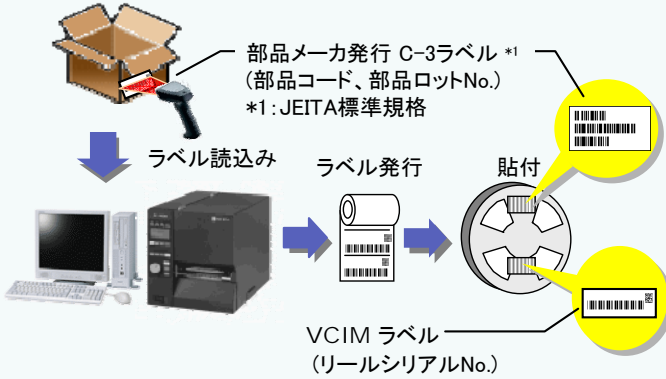 部品メーカ発行 C-3ラベル *1
(部品コード、部品ロットNo.)
*1:JEITA標準規格
ラベル読込み
ラベル発行
貼付
VCIM ラベル
(リールシリアルNo.)